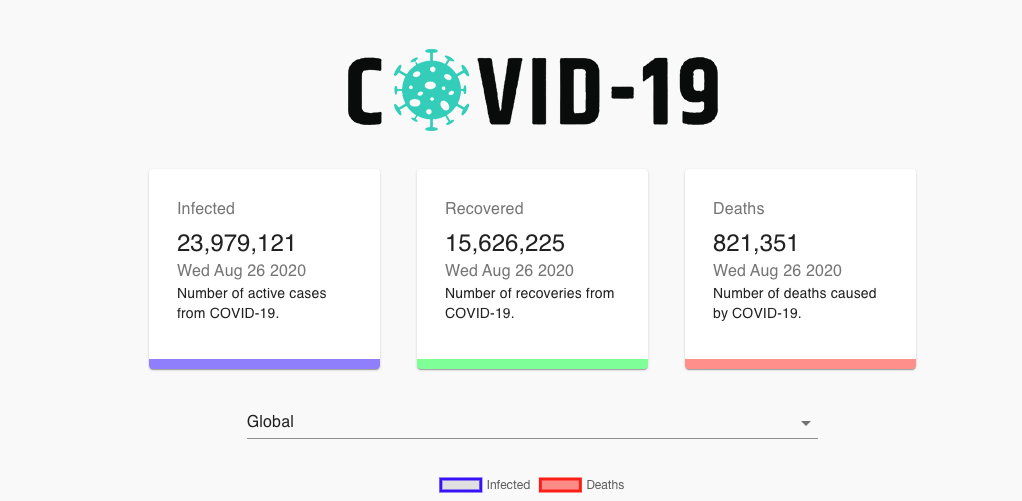 COVID-19
Infected
23,979,121
Wed Aug 26 2020
Number of active cases
from COVID-19.
Recovered
15,626,225
Wed Aug 26 2020
Number of recoveries from
COVID-19.
Deaths
821,351
Wed Aug 26 2020
Number of deaths caused
by COVID-19.
Global
Infected Deaths